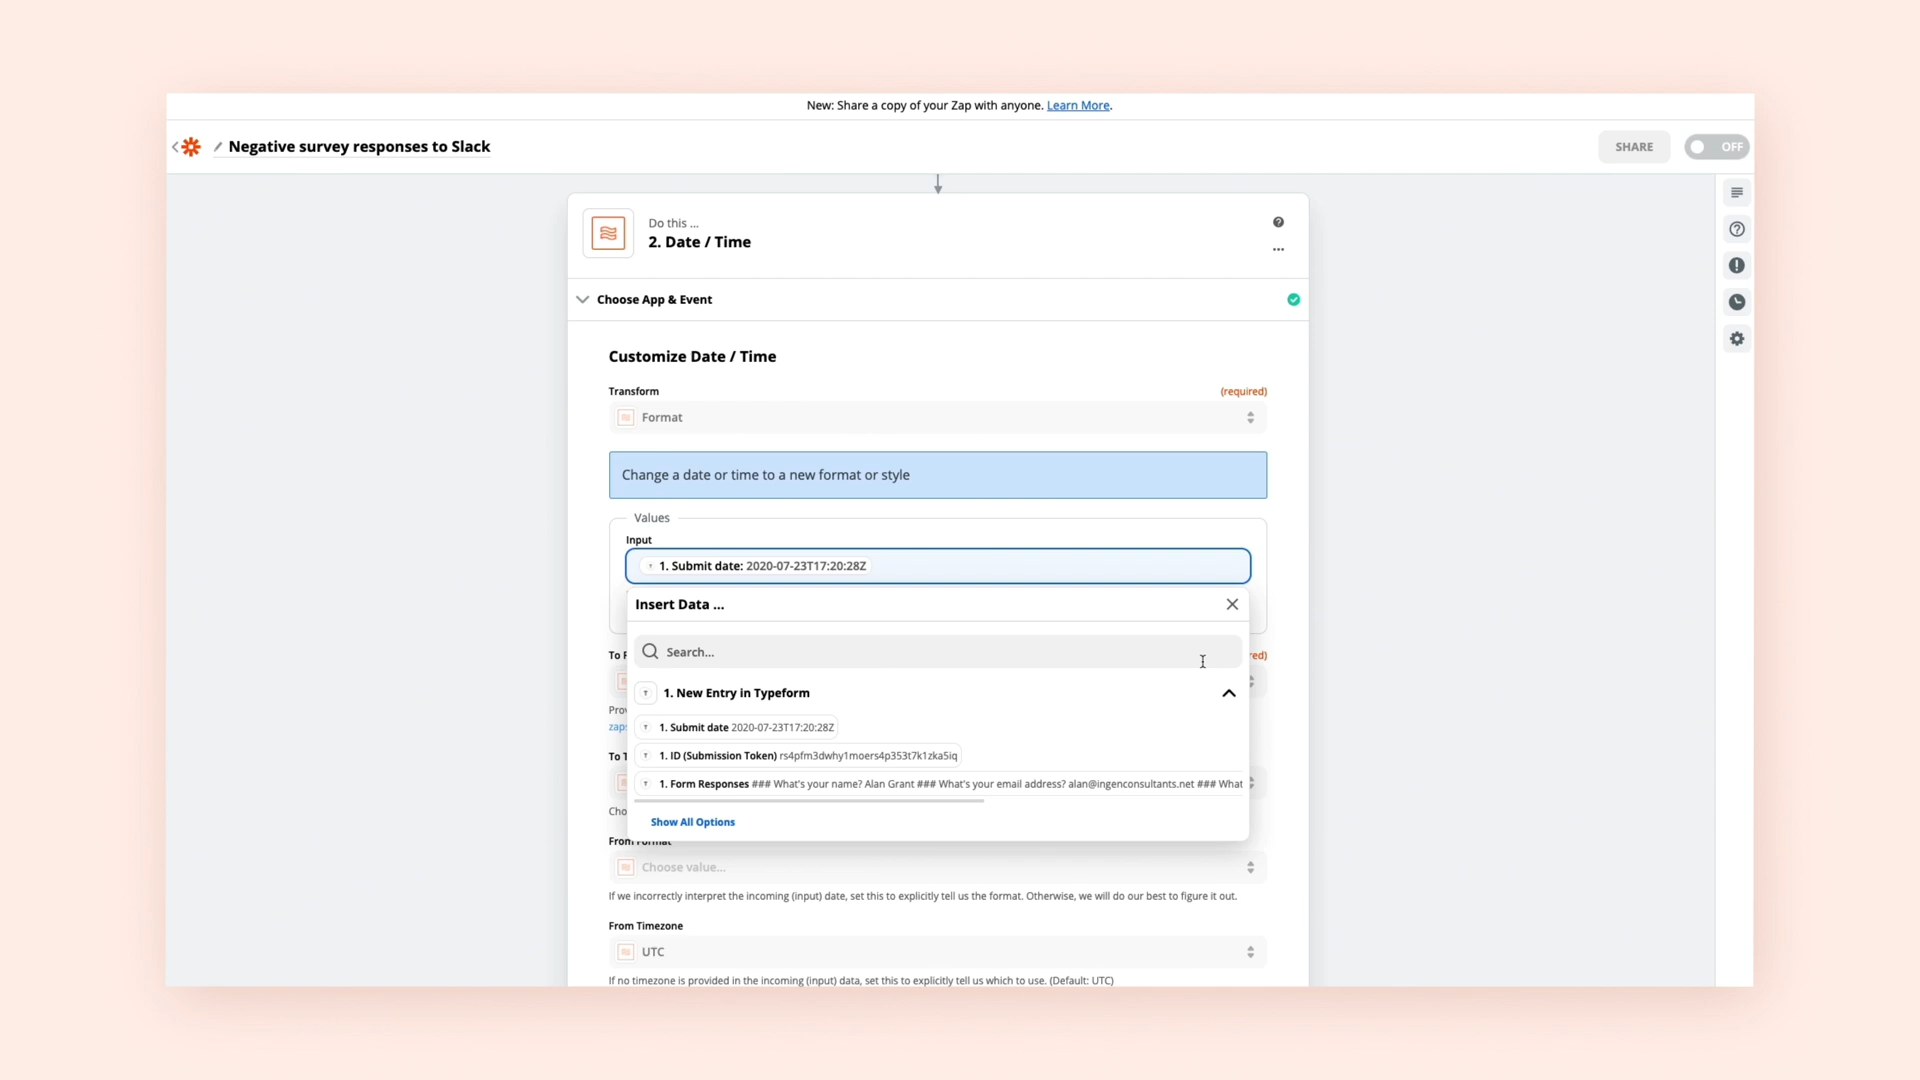 New: Share a copy of your Zap with anyone. Learn More.
Negative survey responses to Slack
SHARE
OFF
Do this ...
2. Date / Time
Choose App & Event
Customize Date / Time
Transform
(required)
Format
Change a date or time to a new format or style
Values
Input
1. Submit date: 2020-07-23T17:20:28Z
Insert Data ...
Search...
1. New Entry in Typeform
1. Submit date 2020-07-23T17:20:28Z
1. ID (Submission Token) rs4pfm3dwhy1moers4p353t7k1zka5iq
1. Form Responses ### What's your name? Alan Grant ### What's your email address? alan@ingenconsultants.net ### What
Show All Options
From Format
Choose value...
If we incorrectly interpret the incoming (input) date, set this to explicitly tell us the format. Otherwise, we will do our best to figure it out.
From Timezone
UTC
If no timezone is provided in the incoming (input) data, set this to explicitly tell us which to use. (Default: UTC)